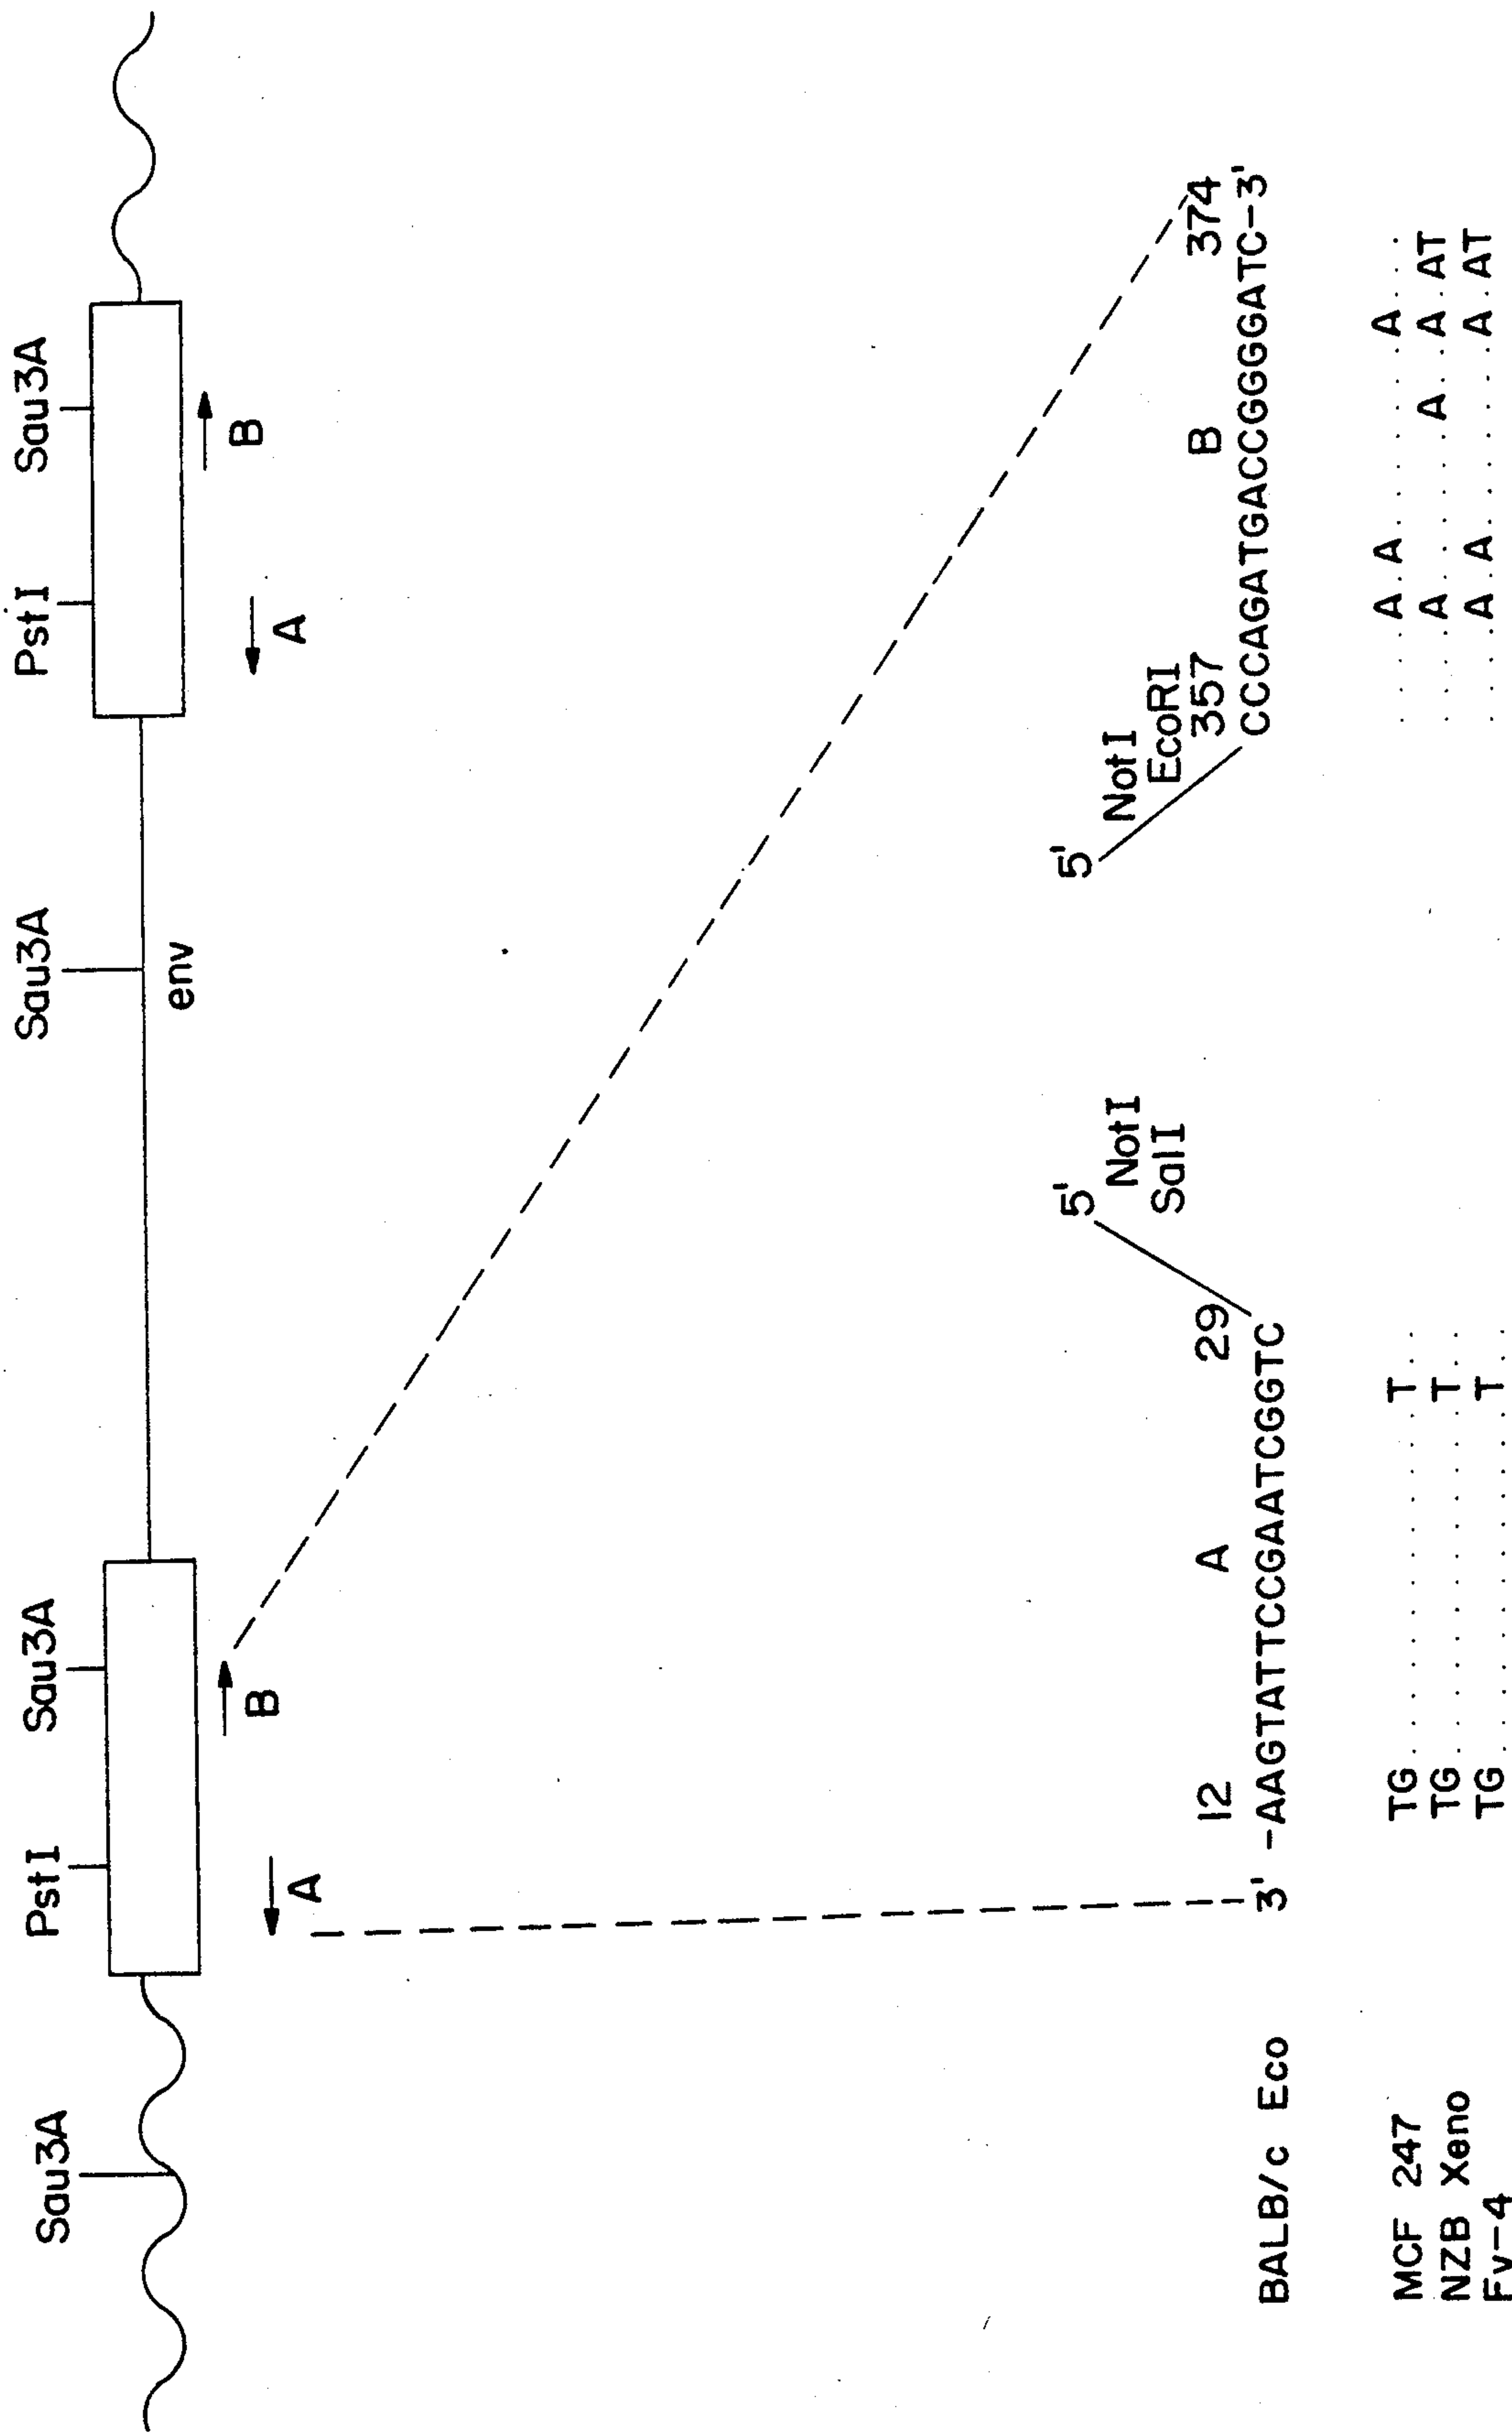 Sau3A PstI Sau3A Sau3A PstI Sau3A
env
B B
A A
5' NotI 5' NotI
SalI EcoRI
12 A 29 357 B 374
BALB/c Eco 3' -AAGTATTCCGAATCGGTC CCCAGATGACCGGGGATC-3'
MCF 247 TG.............T.. ....A.A.......A...
NZB Xeno TG.............T.. ....A......A..A.AT
Fv-4 TG.............T.. ....A.A.......A.AT